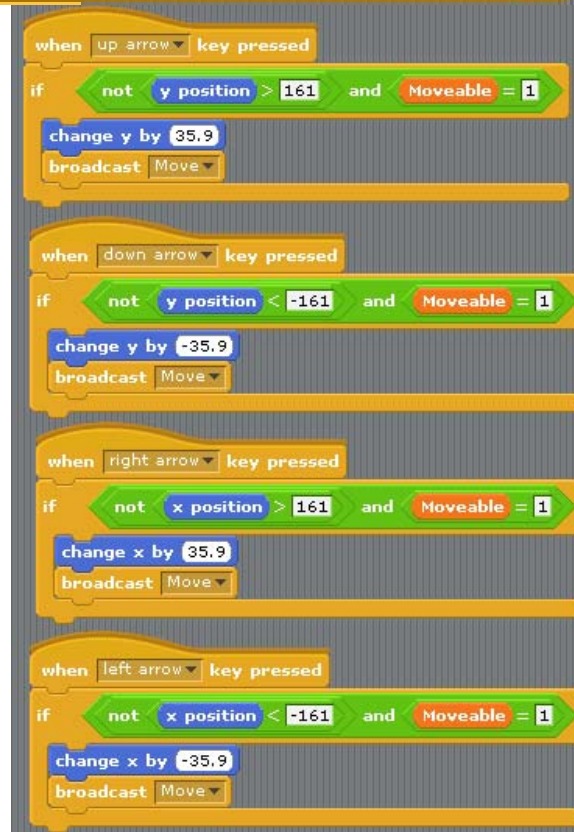 when up arrow key pressed
if not y position > 161 and Moveable = 1
change y by 35.9
broadcast Move
when down arrow key pressed
if not y position < -161 and Moveable = 1
change y by -35.9
broadcast Move
when right arrow key pressed
if not x position > 161 and Moveable = 1
change x by 35.9
broadcast Move
when left arrow key pressed
if not x position < -161 and Moveable = 1
change x by -35.9
broadcast Move